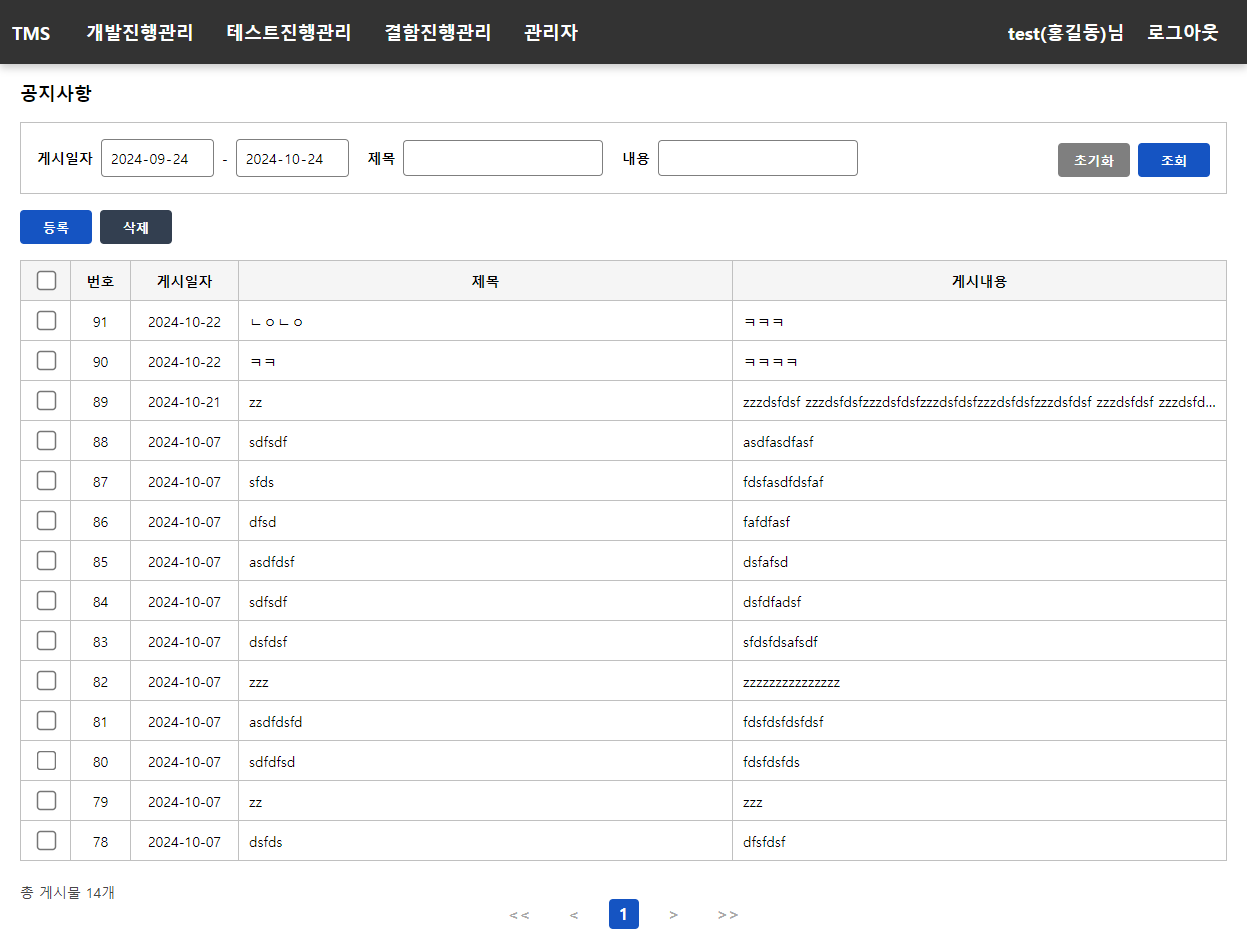 TMS 개발진행관리 테스트진행관리 결함진행관리 관리자 test(홍길동)님 로그아웃
공지사항
게시일자 2024-09-24 - 2024-10-24 제목 내용 초기화 조회
등록 삭제
번호 게시일자 제목 게시내용
91 2024-10-22 ㄴㅇㄴㅇ ㅋㅋㅋ
90 2024-10-22 ㅋㅋ ㅋㅋㅋㅋ
89 2024-10-21 zz zzzdsfdsf zzzdsfdsfzzzdsfdsfzzzdsfdsfzzzdsfdsfzzzdsfdsf zzzdsfdsf zzzdsfd...
88 2024-10-07 sdfsdf asdfasdfasf
87 2024-10-07 sfds fdsfasdfdsfaf
86 2024-10-07 dfsd fafdfasf
85 2024-10-07 asdfdsf dsfafsd
84 2024-10-07 sdfsdf dsfdfadsf
83 2024-10-07 dsfdsf sfdsfdsafsdf
82 2024-10-07 zzz zzzzzzzzzzzzzzz
81 2024-10-07 asdfdsfd fdsfdsfdsfdsf
80 2024-10-07 sdfdfsd fdsfdsfds
79 2024-10-07 zz zzz
78 2024-10-07 dsfds dfsfdsf
총 게시물 14개
<< < 1 > >>